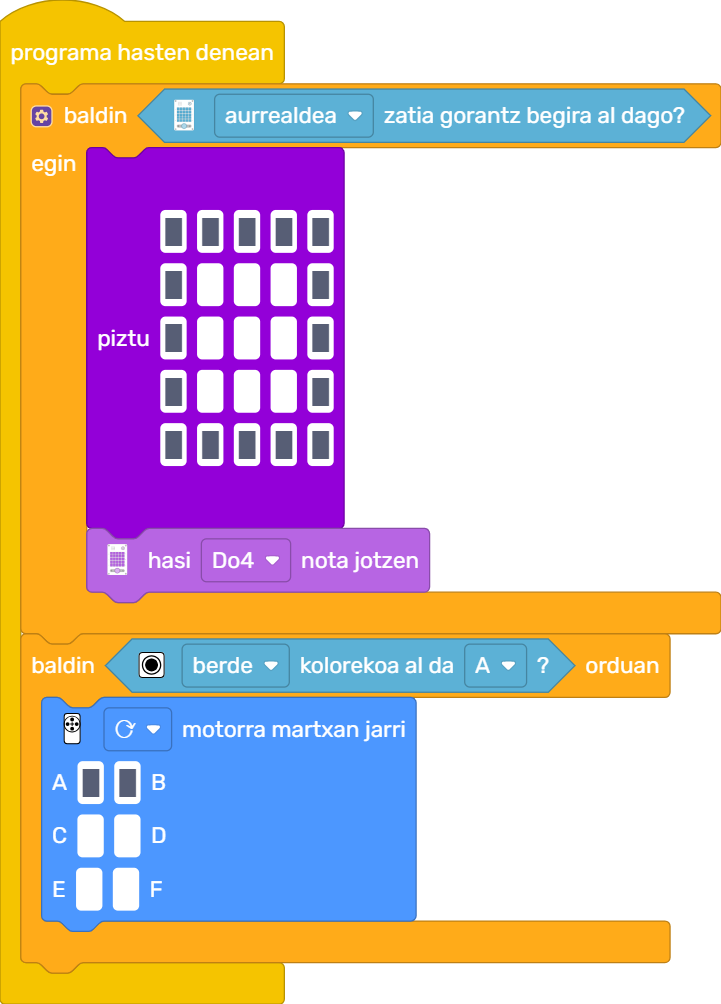 programa hasten denean
baldin aurrealdea zatia gorantz begira al dago?
egin
piztu
hasi Do4 nota jotzen
baldin berde kolorekoa al da A ? orduan
motorra martxan jarri
A B
C D
E F